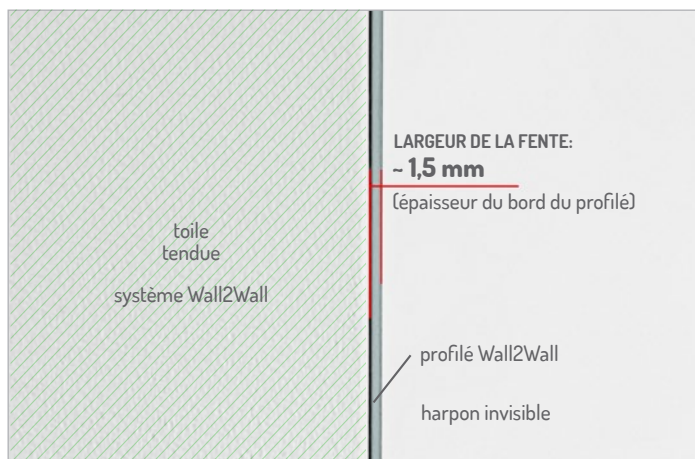 LARGEUR DE LA FENTE:
~ 1,5 mm
(épaisseur du bord du profilé)
toile
tendue
système Wall2Wall
profilé Wall2Wall
harpon invisible